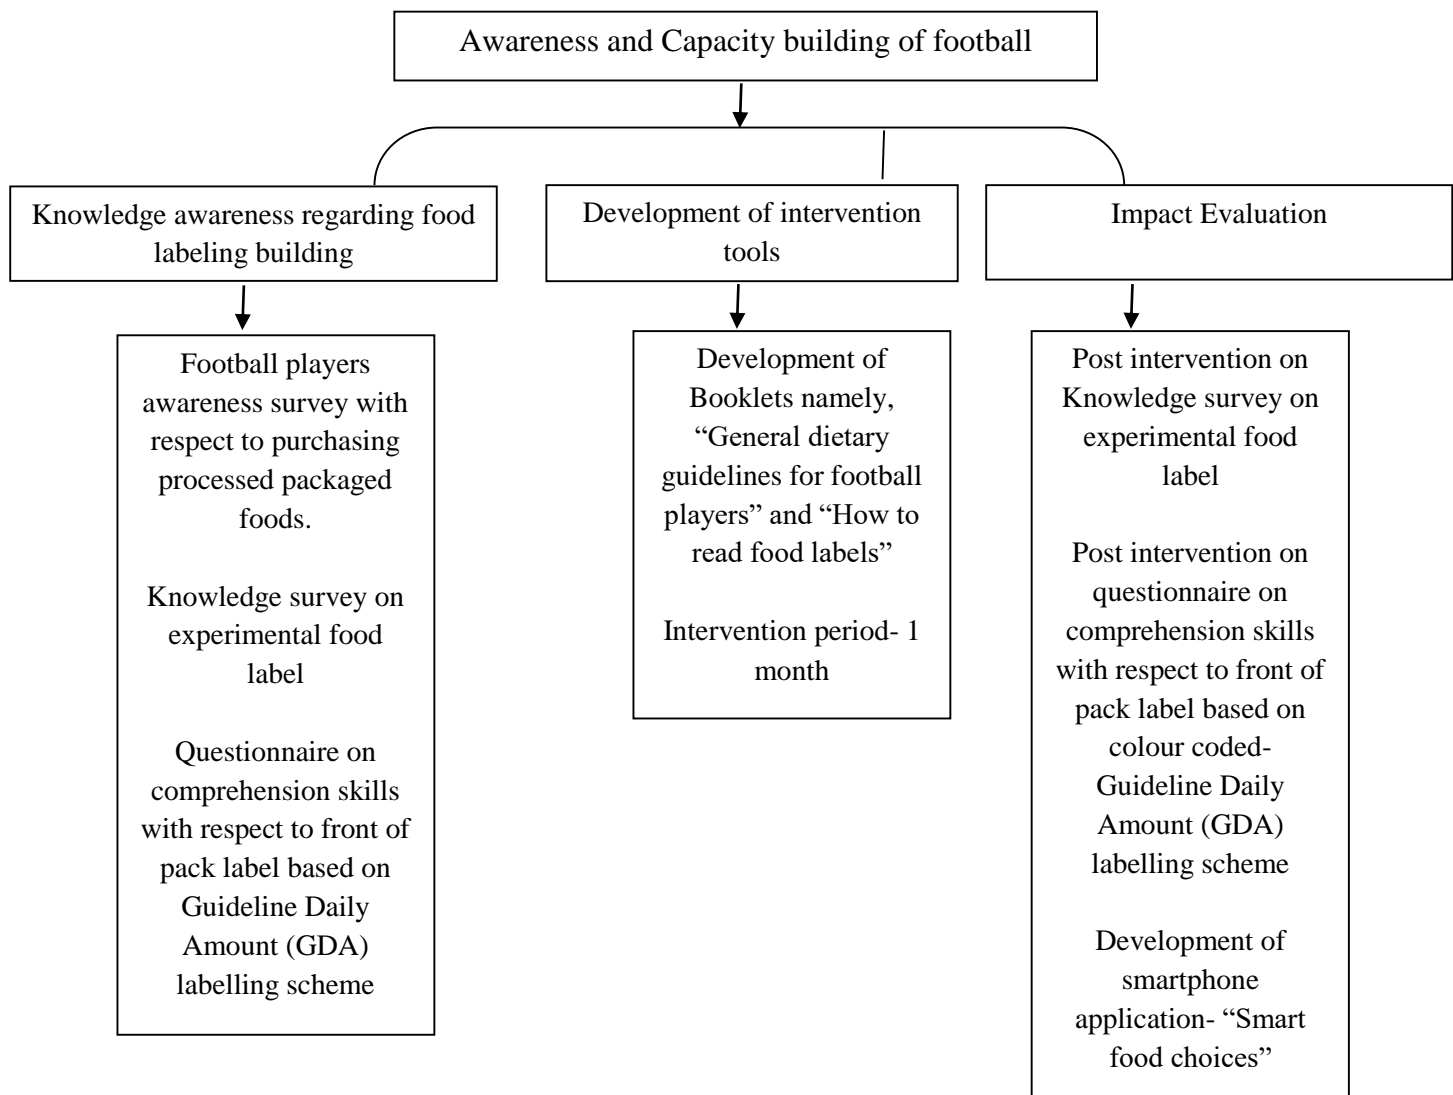 Awareness and Capacity building of football
Knowledge awareness regarding food
labeling building
Development of intervention
tools
Impact Evaluation
Football players
awareness survey with
respect to purchasing
processed packaged
foods.
Knowledge survey on
experimental food
label
Questionnaire on
comprehension skills
with respect to front of
pack label based on
Guideline Daily
Amount (GDA)
labelling scheme
Development of
Booklets namely,
“General dietary
guidelines for football
players” and “How to
read food labels”
Intervention period- 1
month
Post intervention on
Knowledge survey on
experimental food
label
Post intervention on
questionnaire on
comprehension skills
with respect to front of
pack label based on
colour coded-
Guideline Daily
Amount (GDA)
labelling scheme
Development of
smartphone
application- “Smart
food choices”